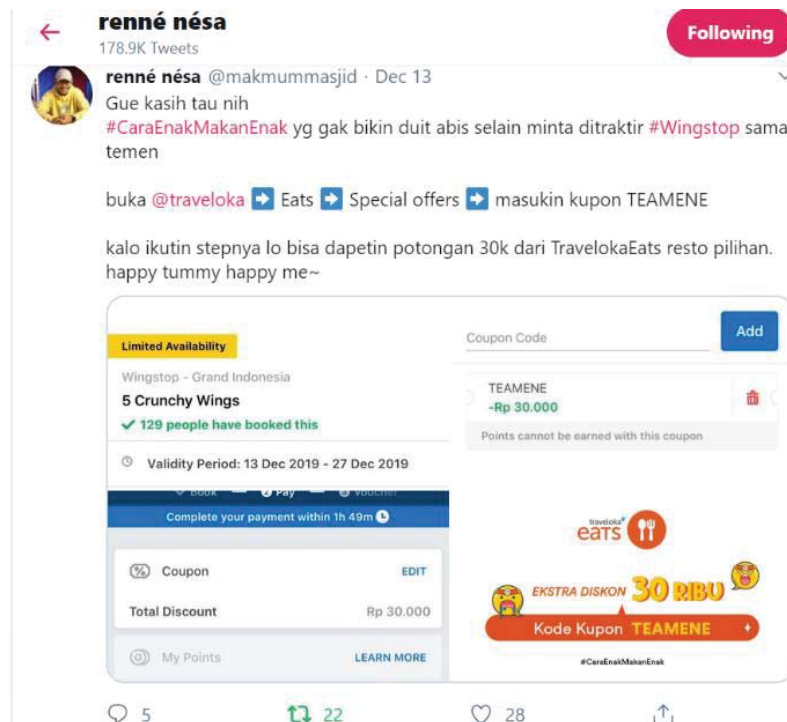 renné nésa
178.9K Tweets
Following
renné nésa @makmummasjid · Dec 13
Gue kasih tau nih
#CaraEnakMakanEnak yg gak bikin duit abis selain minta ditraktir #Wingstop sama
temen
buka @traveloka ➡ Eats ➡ Special offers ➡ masukin kupon TEAMENE
kalo ikutin stepnya lo bisa dapetin potongan 30k dari TravelokaEats resto pilihan.
happy tummy happy me~
Limited Availability
Wingstop - Grand Indonesia
5 Crunchy Wings
✓ 129 people have booked this
Validity Period: 13 Dec 2019 - 27 Dec 2019
Book 2 Pay 3 Voucher
Complete your payment within 1h 49m
Coupon EDIT
Total Discount Rp 30.000
My Points LEARN MORE
Coupon Code Add
TEAMENE
-Rp 30.000
Points cannot be earned with this coupon
traveloka
eats
EKSTRA DISKON 30 RIBU
Kode Kupon TEAMENE
#CaraEnakMakanEnak
5 22 28